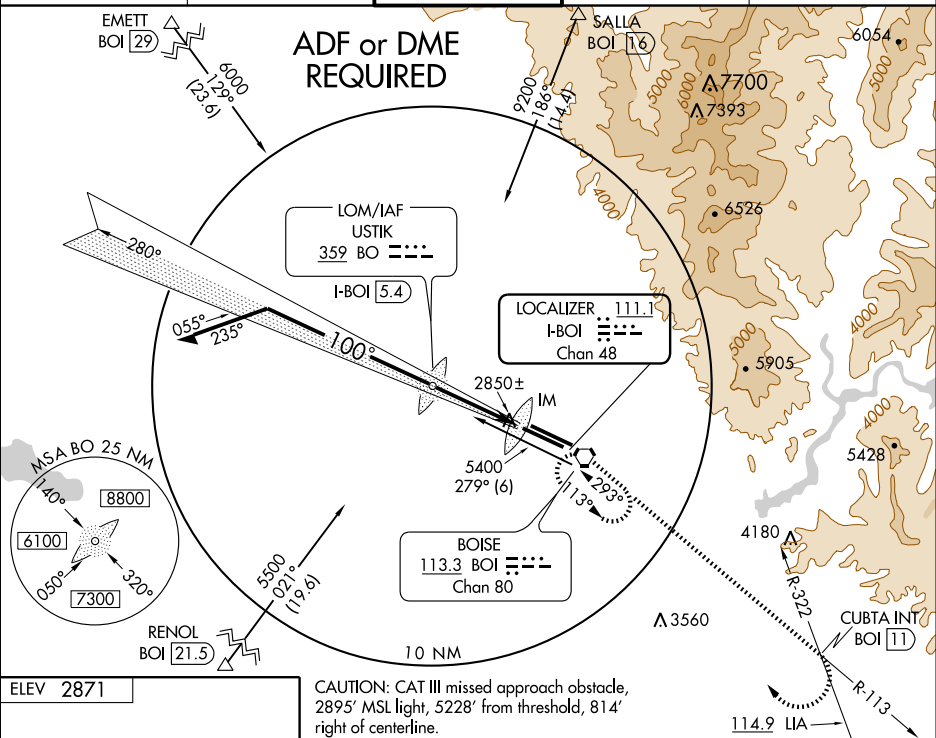 EMETT
BOI 29
6000
129°
(23.6)
ADF or DME
REQUIRED
SALLA
BOI 16
9200
186°
(14.4)
6054
5000
5000
6000
7700
7393
4000
6526
LOM/IAF
USTIK
359 BO
I-BOI 5.4
280°
055°
235°
100°
LOCALIZER 111.1
I-BOI
Chan 48
2850±
IM
5000
5905
4000
4000
5428
5400
279° (6)
113°
293°
MSA BO 25 NM
140°
8800
6100
050°
320°
7300
BOISE
113.3 BOI
Chan 80
4180
R-322
5500
021°
(19.6)
RENOL
BOI 21.5
3560
CUBTA INT
BOI 11
10 NM
R-113
114.9 LIA
ELEV 2871
CAUTION: CAT III missed approach obstacle,
2895' MSL light, 5228' from threshold, 814'
right of centerline.